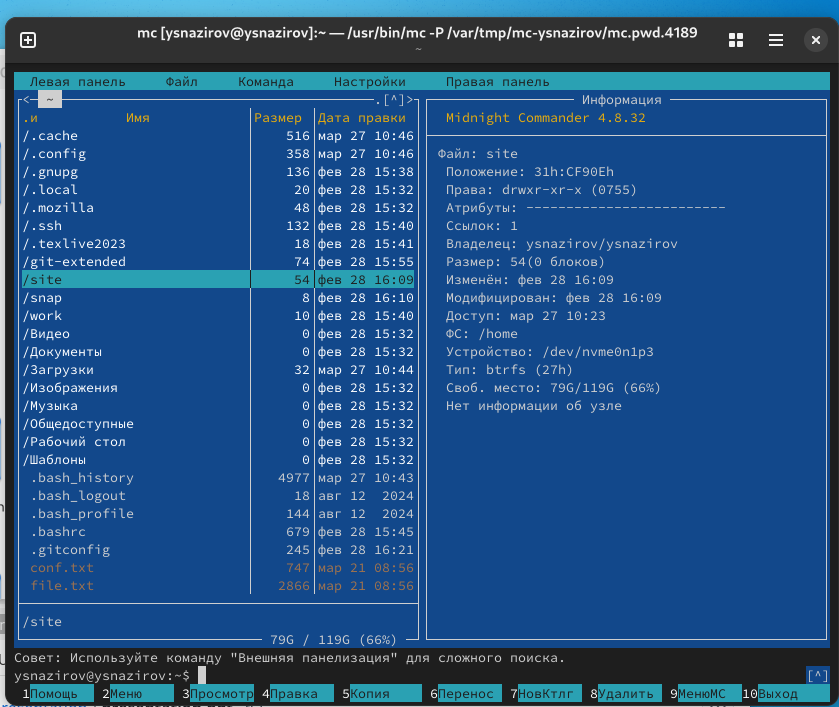 mc [ysnazirov@ysnazirov]:~ — /usr/bin/mc -P /var/tmp/mc-ysnazirov/mc.pwd.4189
~
Левая панель Файл Команда Настройки Правая панель
<─ ~ ─.[^]>
.и Имя Размер Дата правки
/.cache 516 мар 27 10:46
/.config 358 мар 27 10:46
/.gnupg 136 фев 28 15:38
/.local 20 фев 28 15:32
/.mozilla 48 фев 28 15:32
/.ssh 132 фев 28 15:40
/.texlive2023 18 фев 28 15:41
/git-extended 74 фев 28 15:55
/site 54 фев 28 16:09
/snap 8 фев 28 16:10
/work 10 фев 28 15:40
/Видео 0 фев 28 15:32
/Документы 0 фев 28 15:32
/Загрузки 32 мар 27 10:44
/Изображения 0 фев 28 15:32
/Музыка 0 фев 28 15:32
/Общедоступные 0 фев 28 15:32
/Рабочий стол 0 фев 28 15:32
/Шаблоны 0 фев 28 15:32
.bash_history 4977 мар 27 10:43
.bash_logout 18 авг 12 2024
.bash_profile 144 авг 12 2024
.bashrc 679 фев 28 15:45
.gitconfig 245 фев 28 16:21
conf.txt 747 мар 21 08:56
file.txt 2866 мар 21 08:56
/site
79G / 119G (66%)
Информация
Midnight Commander 4.8.32
Файл: site
Положение: 31h:CF90Eh
Права: drwxr-xr-x (0755)
Атрибуты: -------------------------
Ссылок: 1
Владелец: ysnazirov/ysnazirov
Размер: 54(0 блоков)
Изменён: фев 28 16:09
Модифицирован: фев 28 16:09
Доступ: мар 27 10:23
ФС: /home
Устройство: /dev/nvme0n1p3
Тип: btrfs (27h)
Своб. место: 79G/119G (66%)
Нет информации об узле
Совет: Используйте команду "Внешняя панелизация" для сложного поиска.
ysnazirov@ysnazirov:~$ [^]
1Помощь 2Меню 3Просмотр 4Правка 5Копия 6Перенос 7НовКтлг 8Удалить 9МенюМС 10Выход